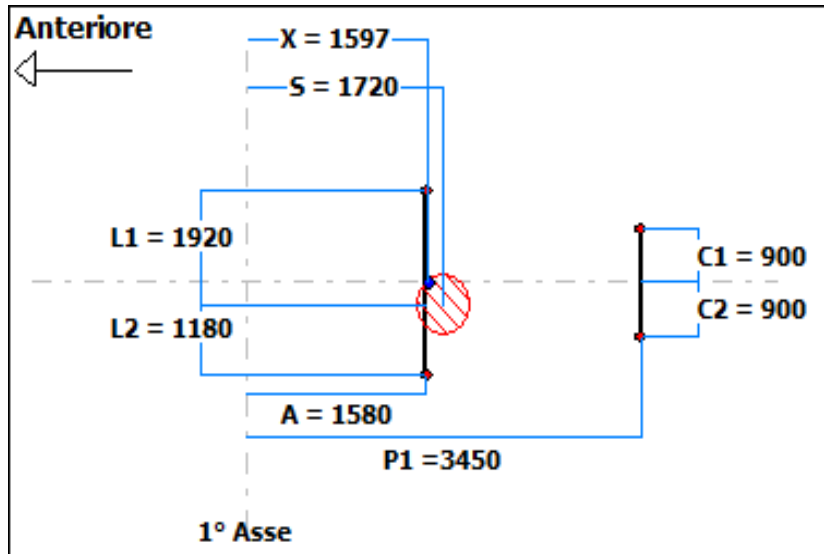 Anteriore
X = 1597
S = 1720
L1 = 1920
C1 = 900
C2 = 900
L2 = 1180
A = 1580
P1 =3450
1° Asse